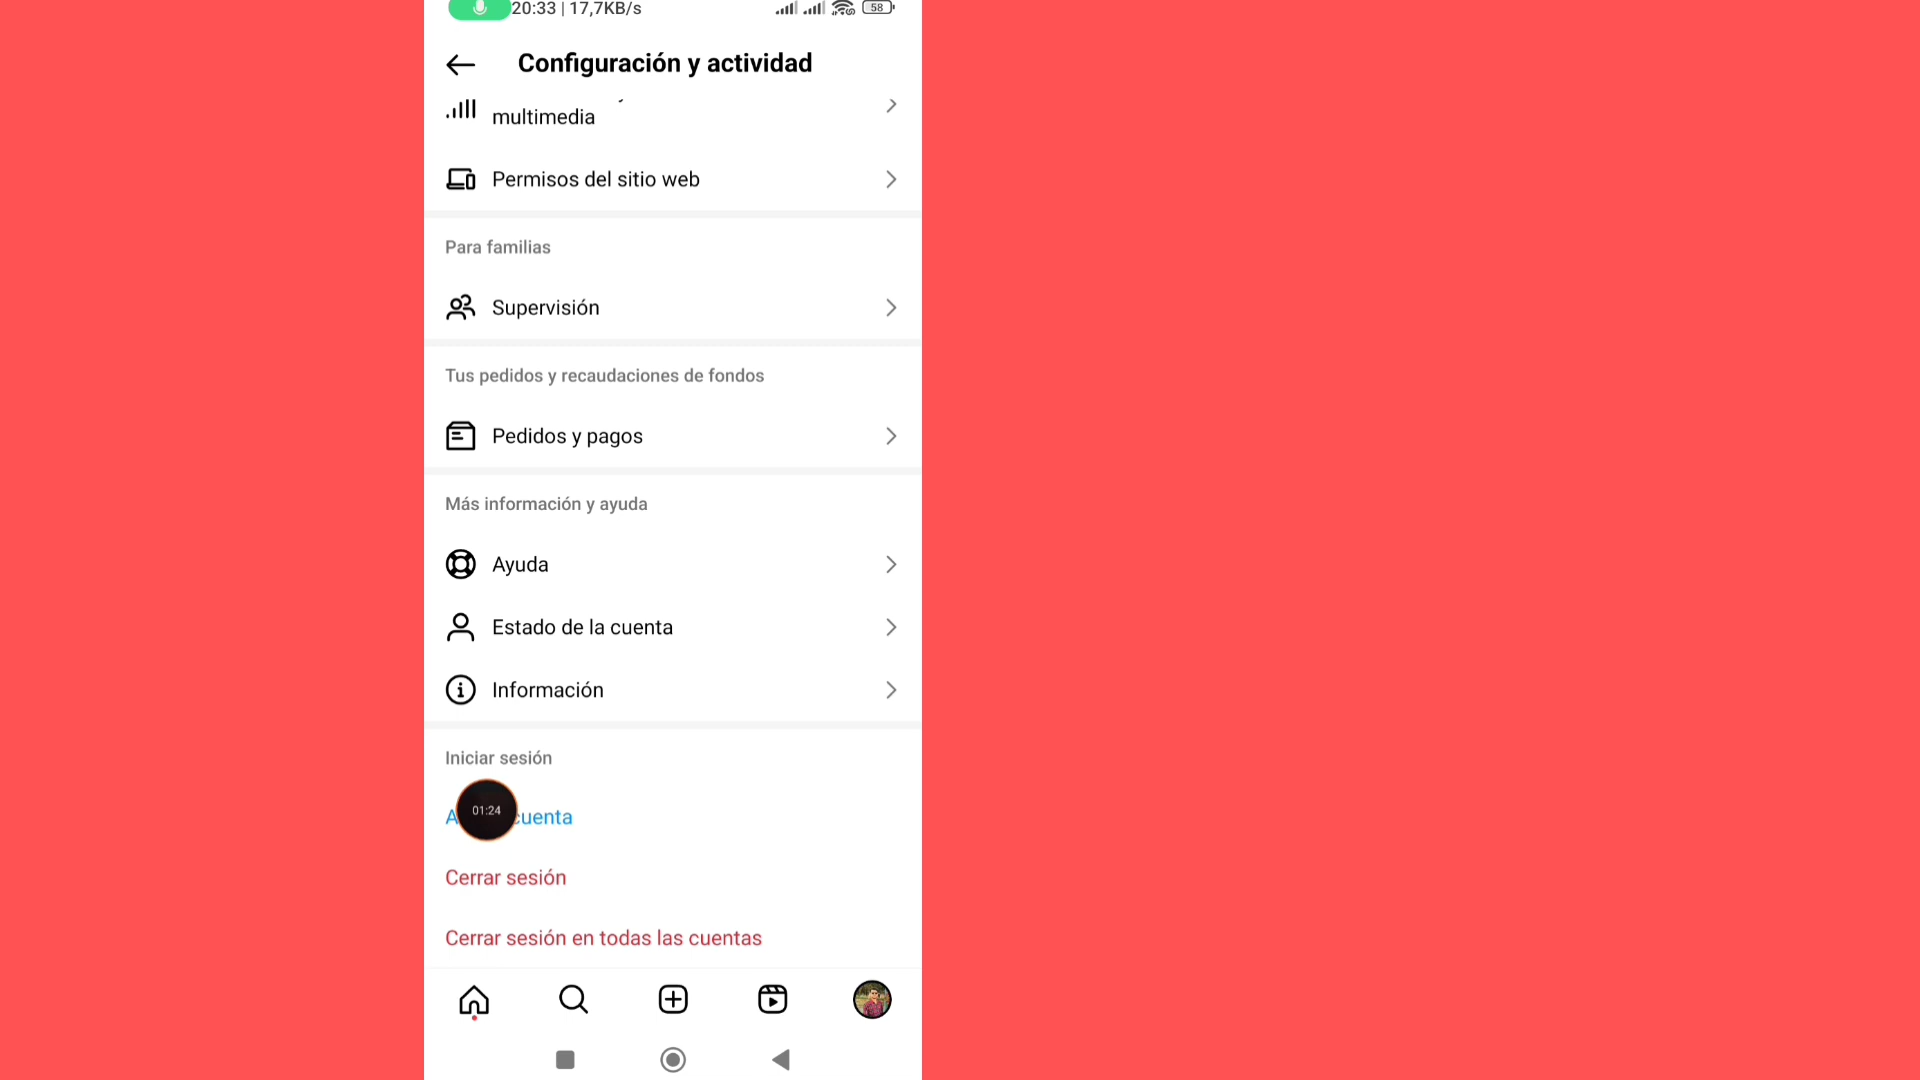 20:33 | 17,7KB/s
58
Configuración y actividad
multimedia
Permisos del sitio web
Para familias
Supervisión
Tus pedidos y recaudaciones de fondos
Pedidos y pagos
Más información y ayuda
Ayuda
Estado de la cuenta
Información
Iniciar sesión
01:24
cuenta
Cerrar sesión
Cerrar sesión en todas las cuentas